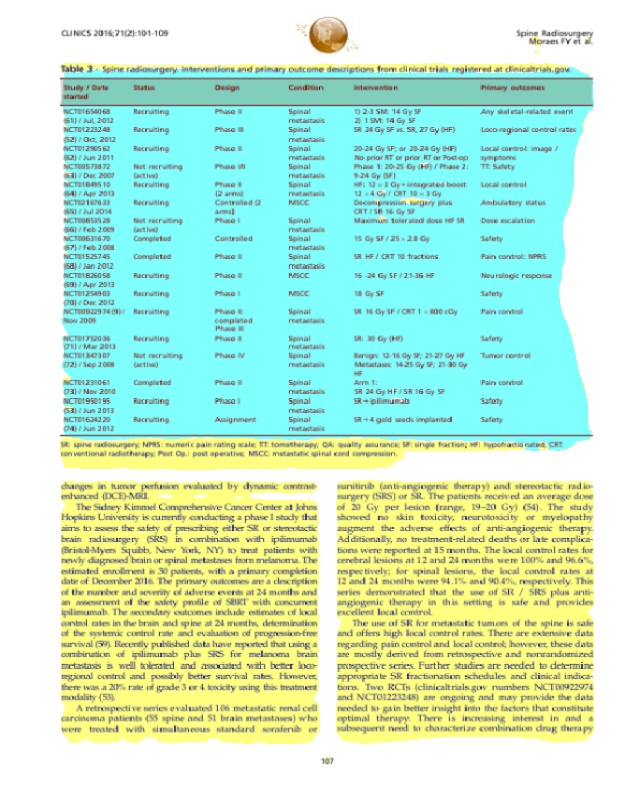 CLINICS 2016;71(2):101-109
Spine Radiosurgery
Moraes FY et al.
Table 3 - Spine radiosurgery. Interventions and primary outcome descriptions from clinical trials registered at clinicaltrials.gov:
Study / Date started Status Design Condition Intervention Primary outcomes
NCT01654068 (61) / Jul, 2012 Recruiting Phase II Spinal metastasis 1) 2-3 SM: 14 Gy SF 2) 1 SM: 14 Gy SF Any skeletal-related event
NCT01223248 (52) / Oct, 2012 Recruiting Phase III Spinal metastasis SR 24 Gy SF vs. SR, 27 Gy (HF) Loco-regional control rates
NCT01290562 (62) / Jun 2011 Recruiting Phase II Spinal metastasis 20-24 Gy SF; or 20-24 Gy (HF) No prior RT or prior RT or Post-op Local control: image / symptoms
NCT00573872 (63) / Dec 2007 Not recruiting (active) Phase I/II Spinal metastasis Phase 1: 20-25 Gy (HF) / Phase 2: 9-24 Gy (SF) TT: Safety
NCT01849510 (64) / Apr 2013 Recruiting Phase II (2 arms) Spinal metastasis HF: 12 × 3 Gy+integrated boost 12 × 4 Gy / CRT 10 × 3 Gy Local control
NCT02167633 (65) / Jul 2014 Recruiting Controlled (2 arms) MSCC Decompression surgery plus CRT / SR 16 Gy SF Ambulatory status
NCT00853528 (66) / Feb 2009 Not recruiting (active) Phase I Spinal metastasis Maximum tolerated dose HF SR Dose escalation
NCT00631670 (67) / Feb 2008 Completed Controlled Spinal metastasis 15 Gy SF / 25 × 2.8 Gy Safety
NCT01525745 (68) / Jan 2012 Completed Phase II Spinal metastasis SR HF / CRT 10 fractions Pain control: NPRS
NCT01826058 (69) / Apr 2013 Recruiting Phase II MSCC 16 -24 Gy SF / 21-36 HF Neurologic response
NCT01254903 (70) / Dec 2012 Recruiting Phase I MSCC 18 Gy SF Safety
NCT00922974 (9) / Nov 2009 Recruiting Phase II: completed Phase III Spinal metastasis SR 16 Gy SF / CRT 1 × 800 cGy Pain control
NCT01752036 (71) / Mar 2013 Recruiting Phase II Spinal metastasis SR: 30 Gy (HF) Safety
NCT01347307 (72) / Sep 2008 Not recruiting (active) Phase IV Spinal metastasis Benign: 12-16 Gy SF; 21-27 Gy HF Metastases: 14-25 Gy SF; 21-30 Gy HF Tumor control
NCT01231061 (73) / Nov 2010 Completed Phase II Spinal metastasis Arm 1: SR 24 Gy HF / SR 16 Gy SF Pain control
NCT01950195 (53) / Jun 2013 Recruiting Phase I Spinal metastasis SR+ipilimumab Safety
NCT01624220 (74) / Jun 2012 Recruiting Assignment Spinal metastasis SR+4 gold seeds implanted Safety
SR: spine radiosurgery; NPRS: numeric pain rating scale; TT: tomotherapy; QA: quality assurance; SF: single fraction; HF: hypofractionated, CRT:
conventional radiotherapy; Post Op.: post operative; MSCC: metastatic spinal cord compression.
changes in tumor perfusion evaluated by dynamic contrast-
enhanced (DCE)-MRI.
The Sidney Kimmel Comprehensive Cancer Center at Johns
Hopkins University is currently conducting a phase I study that
aims to assess the safety of prescribing either SR or stereotactic
brain radiosurgery (SRS) in combination with ipilimumab
(Bristol-Myers Squibb, New York, NY) to treat patients with
newly diagnosed brain or spinal metastases from melanoma. The
estimated enrollment is 30 patients, with a primary completion
date of December 2016. The primary outcomes are a description
of the number and severity of adverse events at 24 months and
an assessment of the safety profile of SBRT with concurrent
ipilimumab. The secondary outcomes include estimates of local
control rates in the brain and spine at 24 months, determination
of the systemic control rate and evaluation of progression-free
survival (59). Recently published data have reported that using a
combination of ipilimumab plus SRS for melanoma brain
metastasis is well tolerated and associated with better loco-
regional control and possibly better survival rates. However,
there was a 20% rate of grade 3 or 4 toxicity using this treatment
modality (53).
A retrospective series evaluated 106 metastatic renal cell
carcinoma patients (55 spine and 51 brain metastases) who
were treated with simultaneous standard sorafenib or
sunitinib (anti-angiogenic therapy) and stereotactic radio-
surgery (SRS) or SR. The patients received an average dose
of 20 Gy per lesion (range, 19–20 Gy) (54). The study
showed no skin toxicity, neurotoxicity or myelopathy
augment the adverse effects of anti-angiogenic therapy.
Additionally, no treatment-related deaths or late complica-
tions were reported at 15 months. The local control rates for
cerebral lesions at 12 and 24 months were 100% and 96.6%,
respectively; for spinal lesions, the local control rates at
12 and 24 months were 94.1% and 90.4%, respectively. This
series demonstrated that the use of SR / SRS plus anti-
angiogenic therapy in this setting is safe and provides
excellent local control.
The use of SR for metastatic tumors of the spine is safe
and offers high local control rates. There are extensive data
regarding pain control and local control; however, these data
are mostly derived from retrospective and nonrandomized
prospective series. Further studies are needed to determine
appropriate SR fractionation schedules and clinical indica-
tions. Two RCTs (clinicaltrials.gov numbers NCT00922974
and NCT01223248) are ongoing and may provide the data
needed to gain better insight into the factors that constitute
optimal therapy. There is increasing interest in and a
subsequent need to characterize combination drug therapy
107